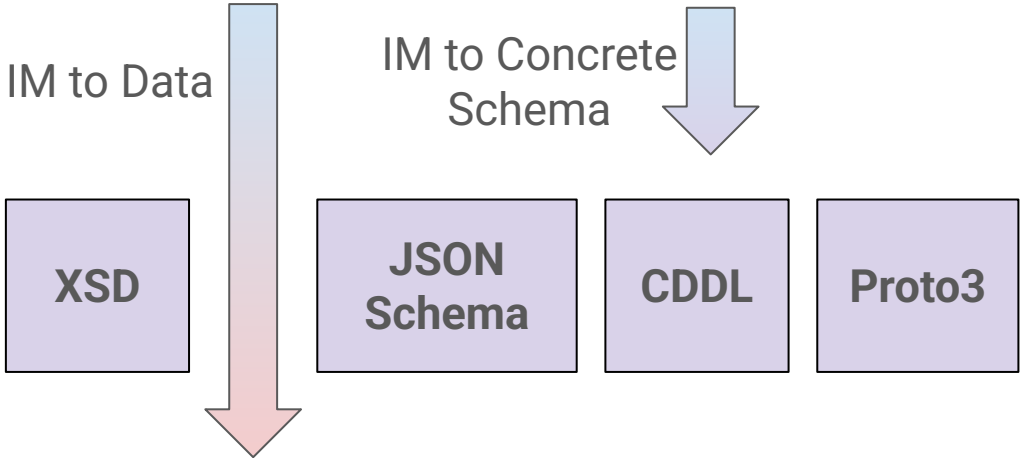 IM to Data
IM to Concrete
Schema
XSD
JSON
Schema
CDDL
Proto3